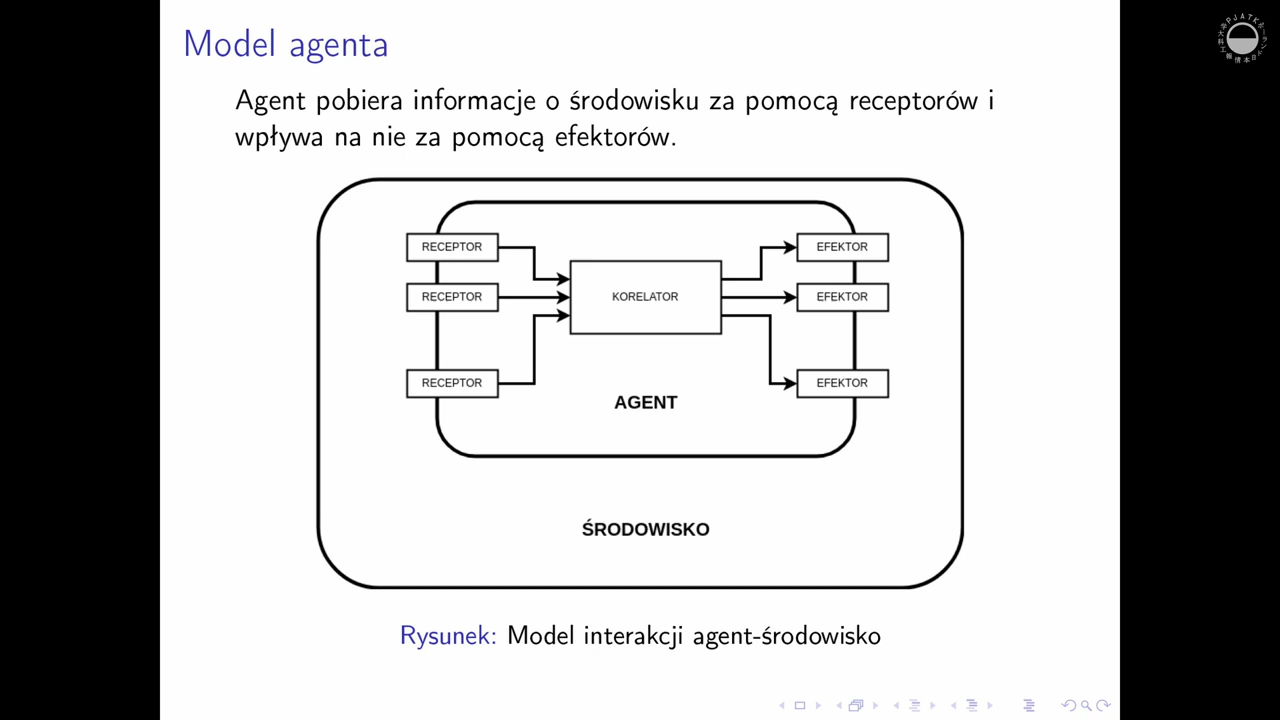 Model agenta
Agent pobiera informacje o środowisku za pomocą receptorów i
wpływa na nie za pomocą efektorów.
RECEPTOR
EFEKTOR
RECEPTOR
KORELATOR
EFEKTOR
RECEPTOR
EFEKTOR
AGENT
ŚRODOWISKO
Rysunek: Model interakcji agent-środowisko
PJATK